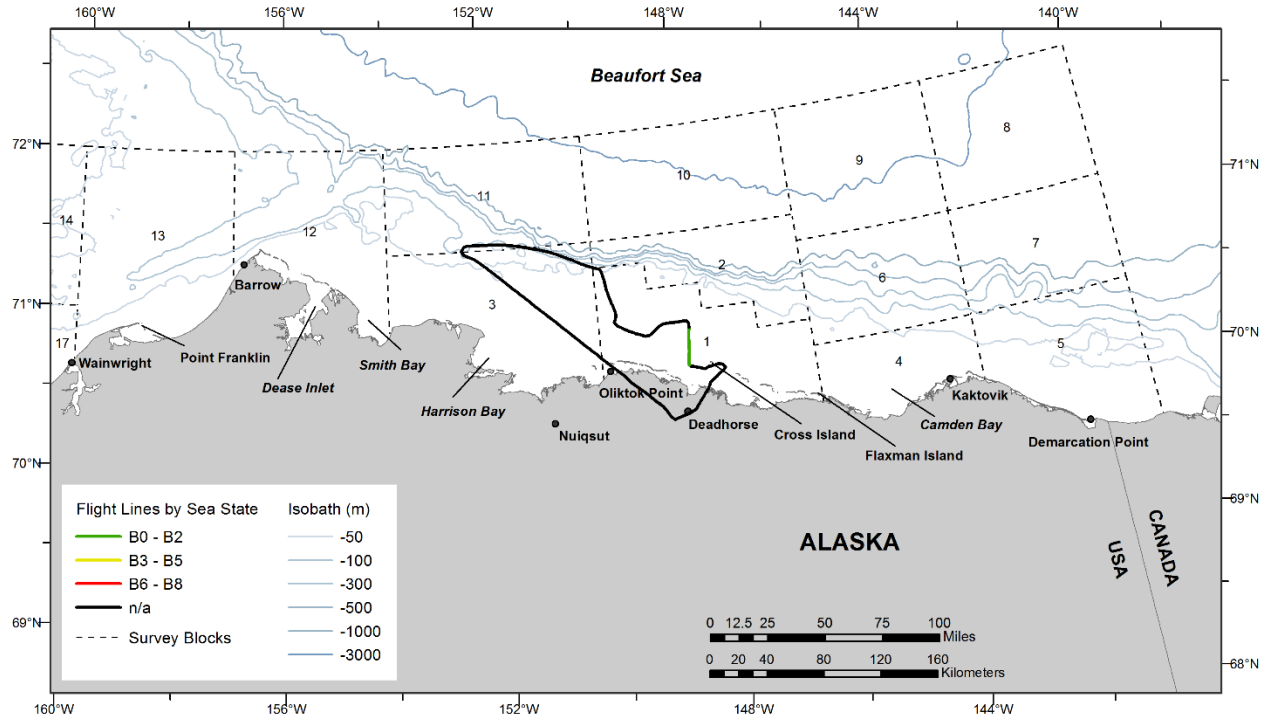 160°W 156°W 152°W 148°W 144°W 140°W
Beaufort Sea
72°N
71°N
8
9
10
11
14
13
12
7
2
6
71°N
3
70°N
17
1
5
4
Barrow
Wainwright
Point Franklin
Smith Bay
Dease Inlet
Harrison Bay
Oliktok Point
Kaktovik
Nuiqsut
Deadhorse
Camden Bay
Cross Island
Demarcation Point
Flaxman Island
70°N
69°N
Flight Lines by Sea State
B0 - B2
B3 - B5
B6 - B8
n/a
Survey Blocks
Isobath (m)
-50
-100
-300
-500
-1000
-3000
ALASKA
USA
CANADA
69°N
0 12.5 25 50 75 100
Miles
0 20 40 80 120 160
Kilometers
68°N
160°W 156°W 152°W 148°W 144°W